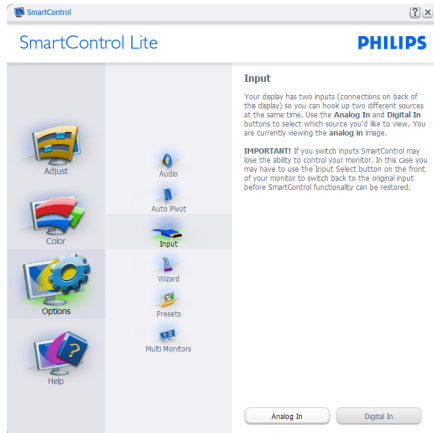 SmartControl
SmartControl Lite
PHILIPS
Adjust
Color
Options
Help
Audio
Auto Pivot
Input
Wizard
Presets
Multi Monitors
Input
Your display has two inputs (connections on back of
this display) so you can hook up two different sources
at the same time. Use the Analog In and Digital In
buttons to select which source you'd like to view. You
are currently viewing the analog in image.
IMPORTANT! If you switch inputs SmartControl may
lose the ability to control your monitor. In this case you
may have to use the Input Select button on the front
of your monitor to switch back to the original input
before SmartControl functionality can be restored.
Analog In
Digital In